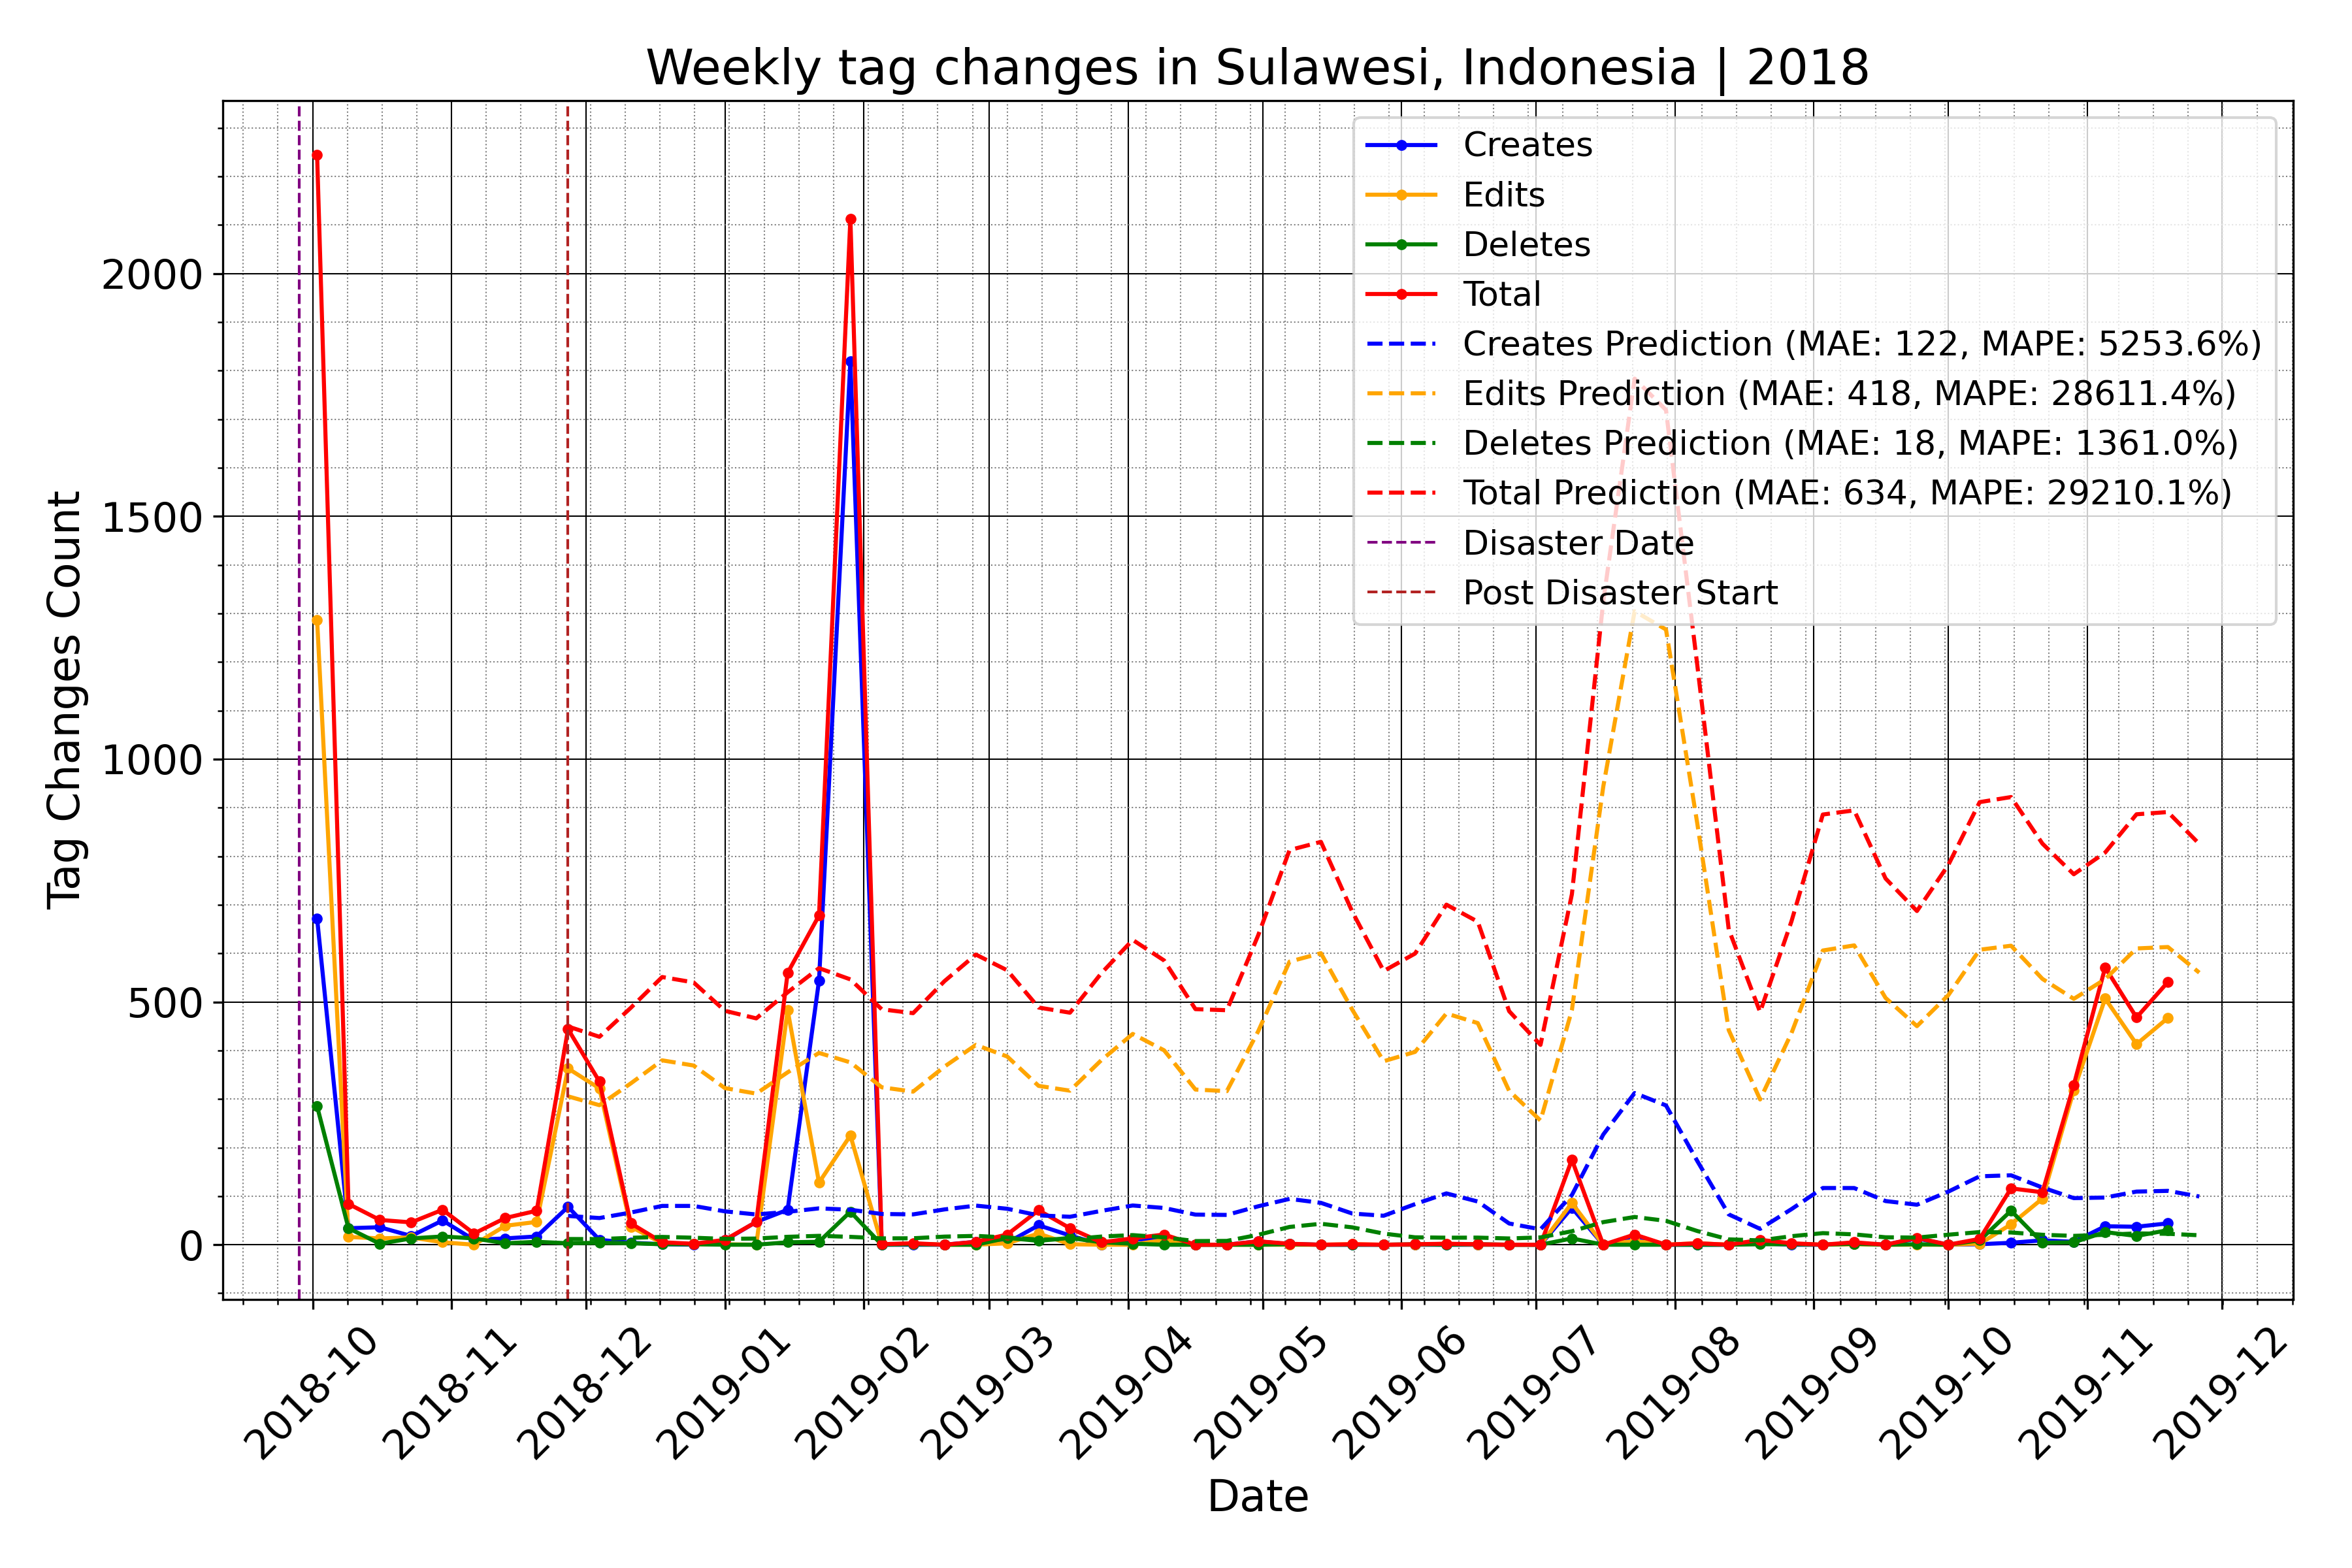 Weekly tag changes in Sulawesi, Indonesia | 2018
Tag Changes Count
2000
1500
1000
500
0
Creates
Edits
Deletes
Total
Creates Prediction (MAE: 122, MAPE: 5253.6%)
Edits Prediction (MAE: 418, MAPE: 28611.4%)
Deletes Prediction (MAE: 18, MAPE: 1361.0%)
Total Prediction (MAE: 634, MAPE: 29210.1%)
Disaster Date
Post Disaster Start
2018-10
2018-11
2018-12
2019-01
2019-02
2019-03
2019-04
2019-05
2019-06
2019-07
2019-08
2019-09
2019-10
2019-11
2019-12
Date